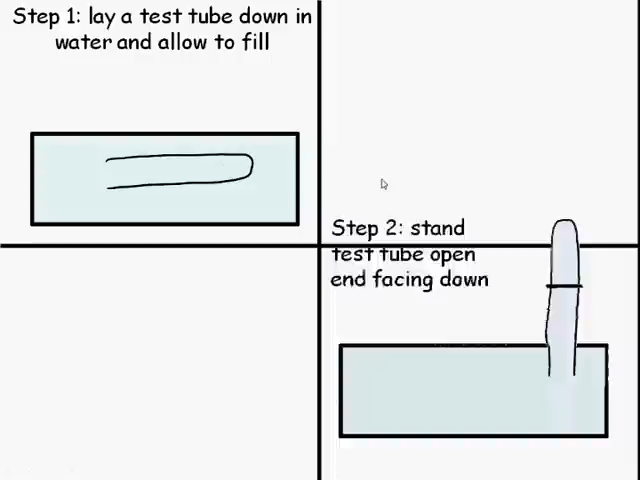 Step 1: lay a test tube down in
water and allow to fill
Step 2: stand
test tube open
end facing down